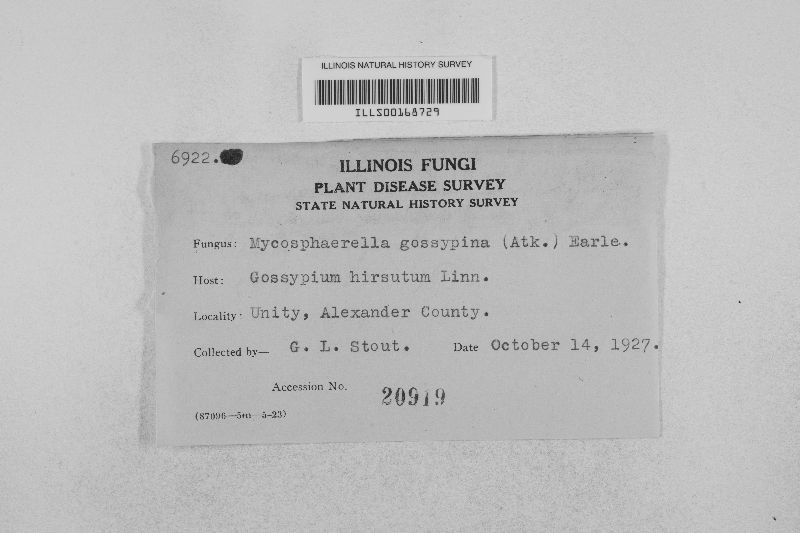 ILLINOIS NATURAL HISTORY SURVEY
ILLS00168729
6922.
ILLINOIS FUNGI
PLANT DISEASE SURVEY
STATE NATURAL HISTORY SURVEY
Fungus: Mycosphaerella gossypina (Atk.) Earle.
Host: Gossypium hirsutum Linn.
Locality: Unity, Alexander County.
Collected by— G. L. Stout. Date October 14, 1927.
Accession No. 20919
(87096—5m—5-23)